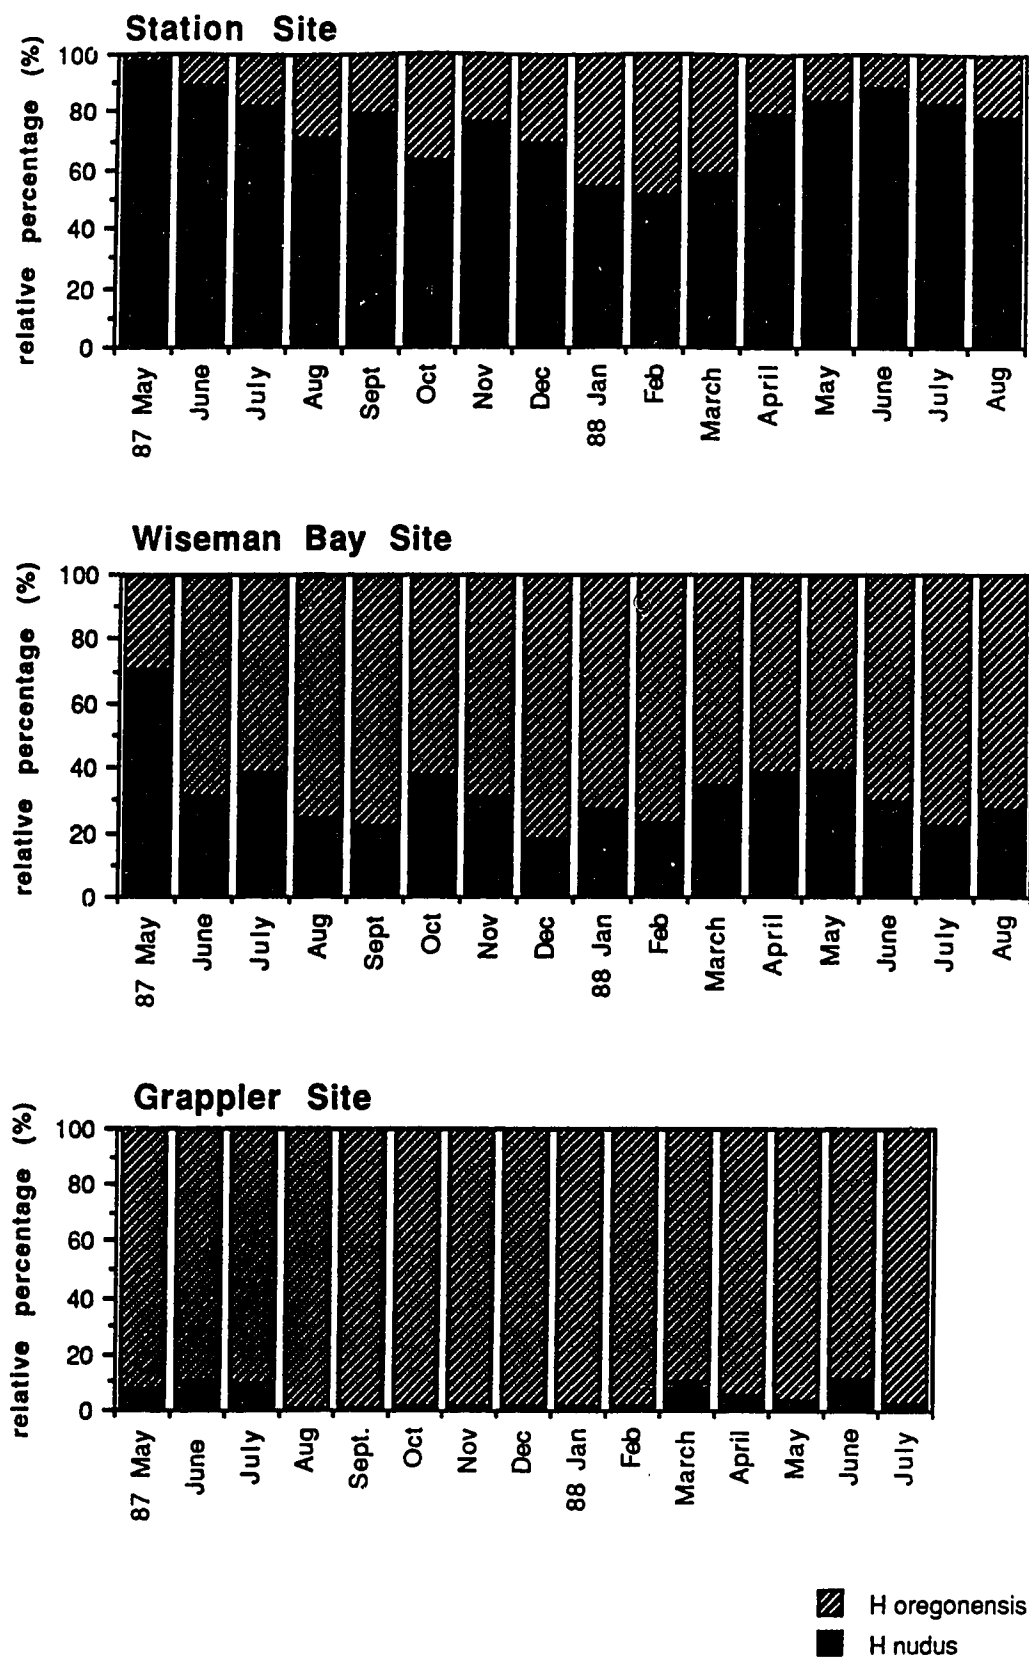 Station Site
relative percentage (%)
100
80
60
40
20
0
87 May
June
July
Aug
Sept
Oct
Nov
Dec
88 Jan
Feb
March
April
May
June
July
Aug
Wiseman Bay Site
relative percentage (%)
100
80
60
40
20
0
87 May
June
July
Aug
Sept
Oct
Nov
Dec
88 Jan
Feb
March
April
May
June
July
Aug
Grappler Site
relative percentage (%)
100
80
60
40
20
0
87 May
June
July
Aug
Sept.
Oct
Nov
Dec
88 Jan
Feb
March
April
May
June
July
H oregonensis
H nudus